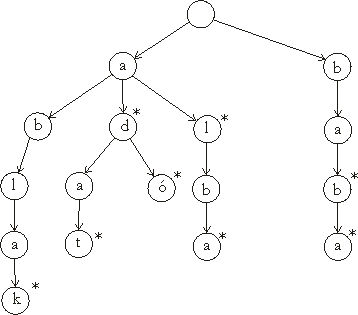 a b
b d * l * a
l a ó * b b *
a t * a * a *
k *